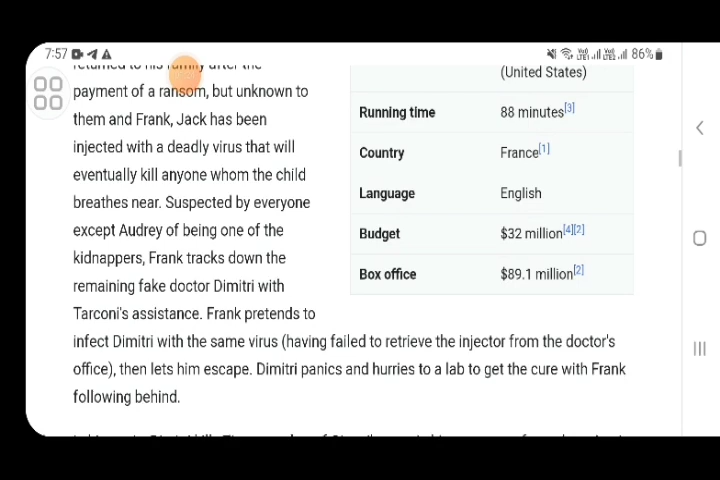 7:57
86%
payment of a ransom, but unknown to
them and Frank, Jack has been
injected with a deadly virus that will
eventually kill anyone whom the child
breathes near. Suspected by everyone
except Audrey of being one of the
kidnappers, Frank tracks down the
remaining fake doctor Dimitri with
Tarconi's assistance. Frank pretends to
infect Dimitri with the same virus (having failed to retrieve the injector from the doctor's
office), then lets him escape. Dimitri panics and hurries to a lab to get the cure with Frank
following behind.
(United States)
Running time 88 minutes[3]
Country France[1]
Language English
Budget $32 million[4][2]
Box office $89.1 million[2]